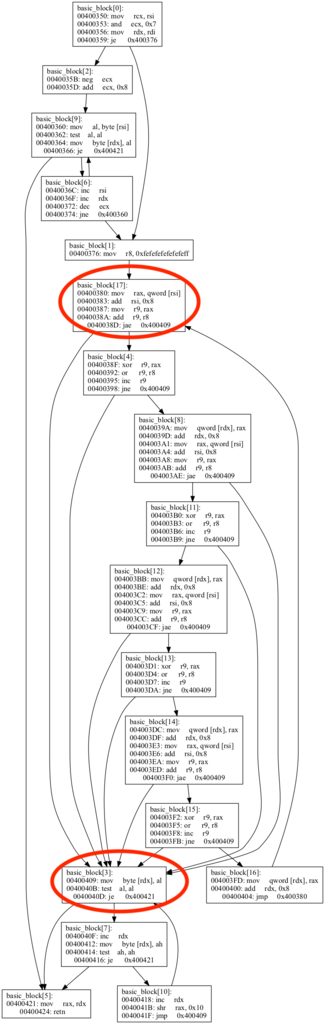 basic_block[0]:
00400350: mov rcx, rsi
00400353: and ecx, 0x7
00400356: mov rdx, rdi
00400359: je 0x400376
basic_block[2]:
0040035B: neg ecx
0040035D: add ecx, 0x8
basic_block[9]:
00400360: mov al, byte [rsi]
00400362: test al, al
00400364: mov byte [rdx], al
00400366: je 0x400421
basic_block[6]:
0040036C: inc rsi
0040036F: inc rdx
00400372: dec ecx
00400374: jne 0x400360
basic_block[1]:
00400376: mov r8, 0xfefefefefefefeff
basic_block[17]:
00400380: mov rax, qword [rsi]
00400383: add rsi, 0x8
00400387: mov r9, rax
0040038A: add r9, r8
0040038D: jae 0x400409
basic_block[4]:
0040038F: xor r9, rax
00400392: or r9, r8
00400395: inc r9
00400398: jne 0x400409
basic_block[8]:
0040039A: mov qword [rdx], rax
0040039D: add rdx, 0x8
004003A1: mov rax, qword [rsi]
004003A4: add rsi, 0x8
004003A8: mov r9, rax
004003AB: add r9, r8
004003AE: jae 0x400409
basic_block[11]:
004003B0: xor r9, rax
004003B3: or r9, r8
004003B6: inc r9
004003B9: jne 0x400409
basic_block[12]:
004003BB: mov qword [rdx], rax
004003BE: add rdx, 0x8
004003C2: mov rax, qword [rsi]
004003C5: add rsi, 0x8
004003C9: mov r9, rax
004003CC: add r9, r8
004003CF: jae 0x400409
basic_block[13]:
004003D1: xor r9, rax
004003D4: or r9, r8
004003D7: inc r9
004003DA: jne 0x400409
basic_block[14]:
004003DC: mov qword [rdx], rax
004003DF: add rdx, 0x8
004003E3: mov rax, qword [rsi]
004003E6: add rsi, 0x8
004003EA: mov r9, rax
004003ED: add r9, r8
004003F0: jae 0x400409
basic_block[15]:
004003F2: xor r9, rax
004003F5: or r9, r8
004003F8: inc r9
004003FB: jne 0x400409
basic_block[3]:
00400409: mov byte [rdx], al
0040040B: test al, al
0040040D: je 0x400421
basic_block[16]:
004003FD: mov qword [rdx], rax
00400400: add rdx, 0x8
00400404: jmp 0x400380
basic_block[7]:
0040040F: inc rdx
00400412: mov byte [rdx], ah
00400414: test ah, ah
00400416: je 0x400421
basic_block[5]:
00400421: mov rax, rdx
00400424: retn
basic_block[10]:
00400418: inc rdx
0040041B: shr rax, 0x10
0040041F: jmp 0x400409